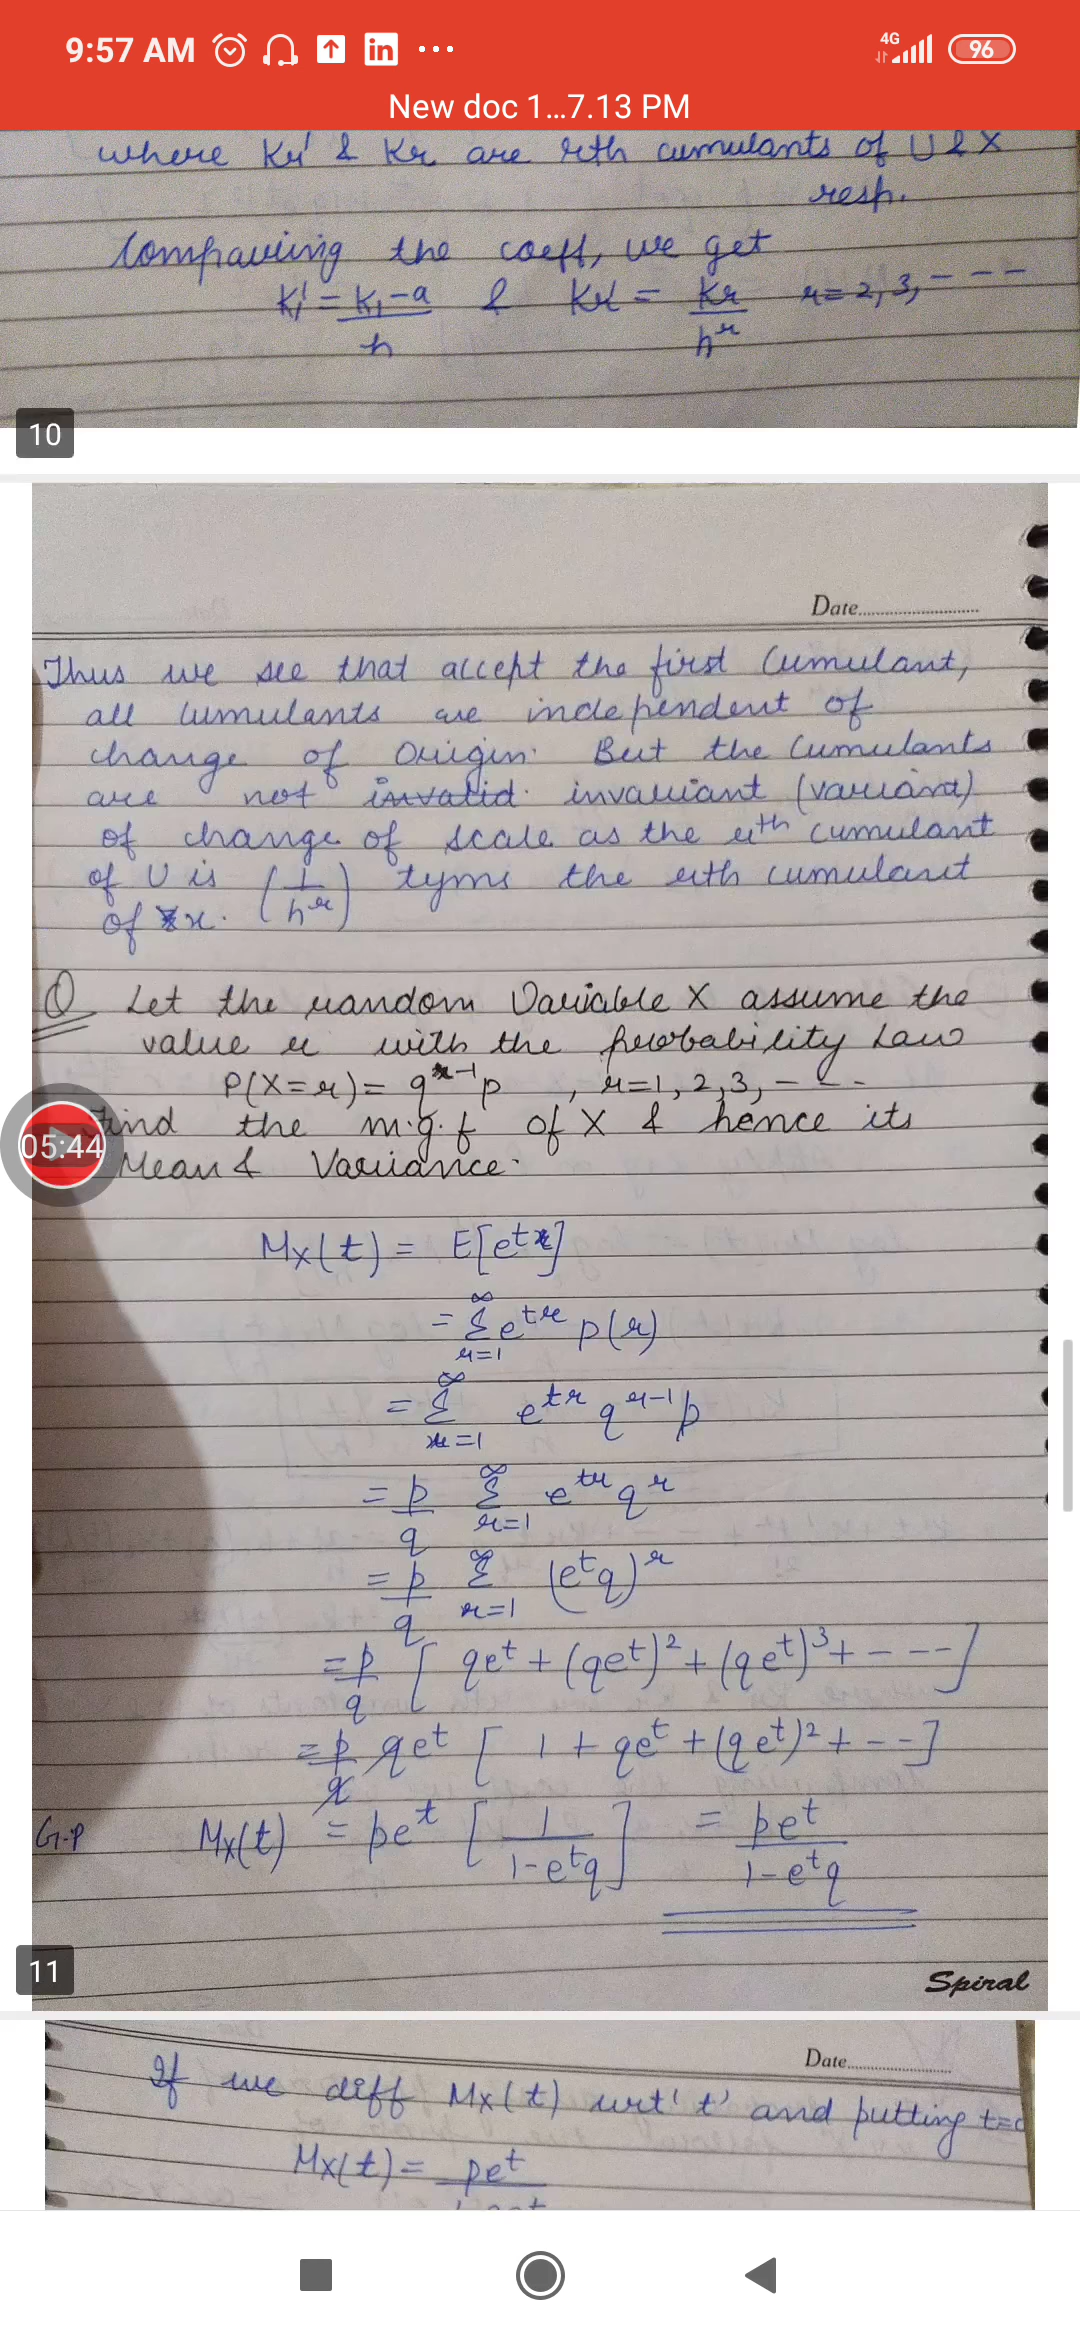 9:57 AM
4G
96
New doc 1...7.13 PM
where Kr' & Kr are rth cumulants of U & X
resp.
Comparing the coeff, we get
K1' = K1-a / h & Kr' = Kr / h^r r=2,3,---
10
Date
Thus we see that accept the first Cumulant,
all Cumulants are independent of
change of Origin. But the Cumulants
are not invalid invariant (variant)
of change of scale as the rth cumulant
of U is (1/h^r) tyms the rth cumulant
of x.
Q Let the random Variable X assume the
value r with the probability Law
P(X=r) = q^r-1 p , r=1,2,3,---
Find the m.g.f of X & hence its
05:44
Mean & Variance.
Mx(t) = E[e^tx]
= ∞ Σ r=1 e^tr p(r)
= ∞ Σ r=1 e^tr q^r-1 p
= p/q ∞ Σ r=1 e^tr q^r
= p/q ∞ Σ r=1 (e^t q)^r
= p/q [ qe^t + (qe^t)^2 + (qe^t)^3 + ---]
= p/q qe^t [ 1 + qe^t + (qe^t)^2 + --]
G.P Mx(t) = pe^t [ 1 / 1-e^t q ] = pe^t / 1-e^t q
11
Spiral
Date
If we diff Mx(t) wrt 't' and putting t=0
Mx(t) = pe^t